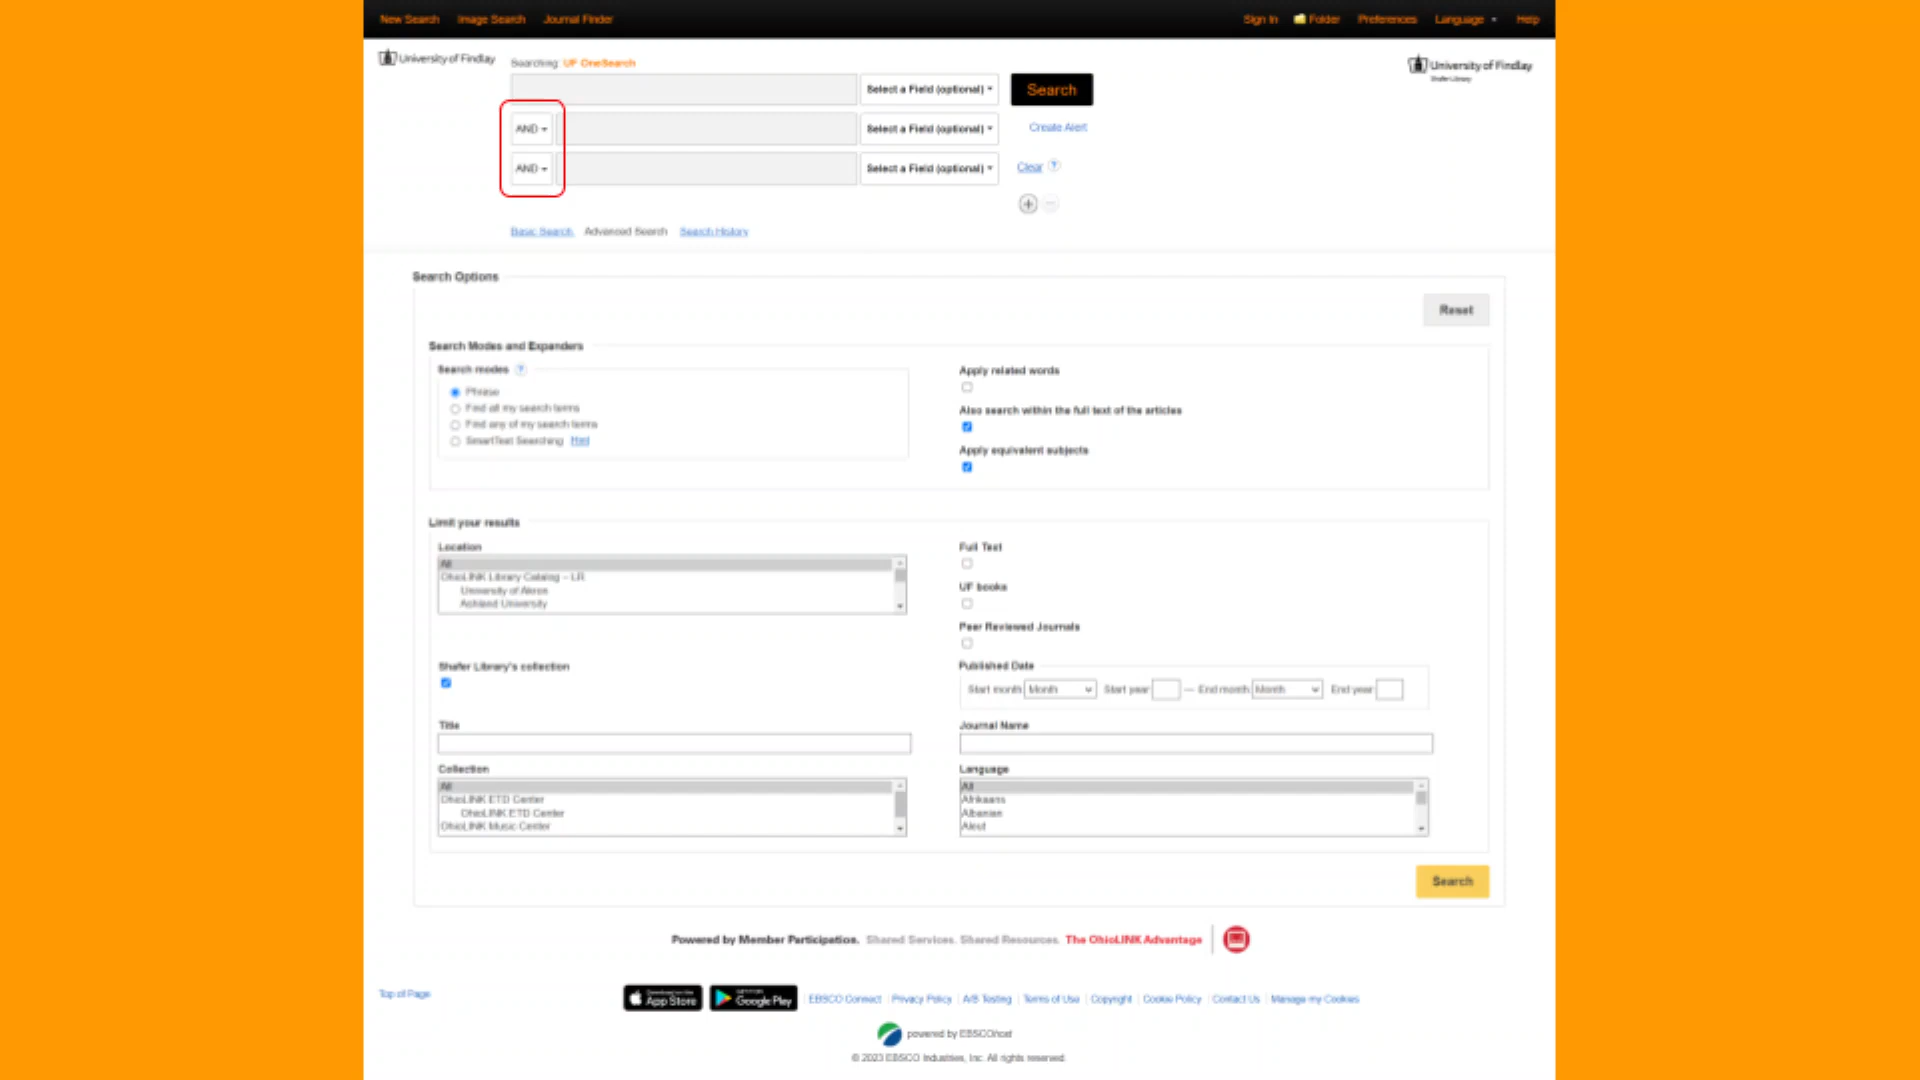 New Search Image Search Journal Finder Sign In Folder Preferences Language Help
University of Findlay
Searching: UF OneSearch
University of Findlay
Shafer Library
Select a Field (optional) Search
AND Select a Field (optional) Create Alert
AND Select a Field (optional) Clear ?
Basic Search Advanced Search Search History
Search Options
Reset
Search Modes and Expanders
Search modes ?
Phrase
Find all my search terms
Find any of my search terms
SmartText Searching Hint
Apply related words
Also search within the full text of the articles
Apply equivalent subjects
Limit your results
Location
All
OhioLINK Library Catalog – LR
University of Akron
Ashland University
Full Text
UF books
Peer Reviewed Journals
Shafer Library's collection
Published Date
Start month Month Start year — End month Month End year
Title
Journal Name
Collection
All
OhioLINK ETD Center
OhioLINK ETD Center
OhioLINK Music Center
Language
All
Afrikaans
Albanian
Aleut
Search
Powered by Member Participation. Shared Services. Shared Resources. The OhioLINK Advantage
Top of Page
Download on the App Store
GET IT ON Google Play
EBSCO Connect Privacy Policy A/B Testing Terms of Use Copyright Cookie Policy Contact Us Manage my Cookies
powered by EBSCOhost
© 2023 EBSCO Industries, Inc. All rights reserved.